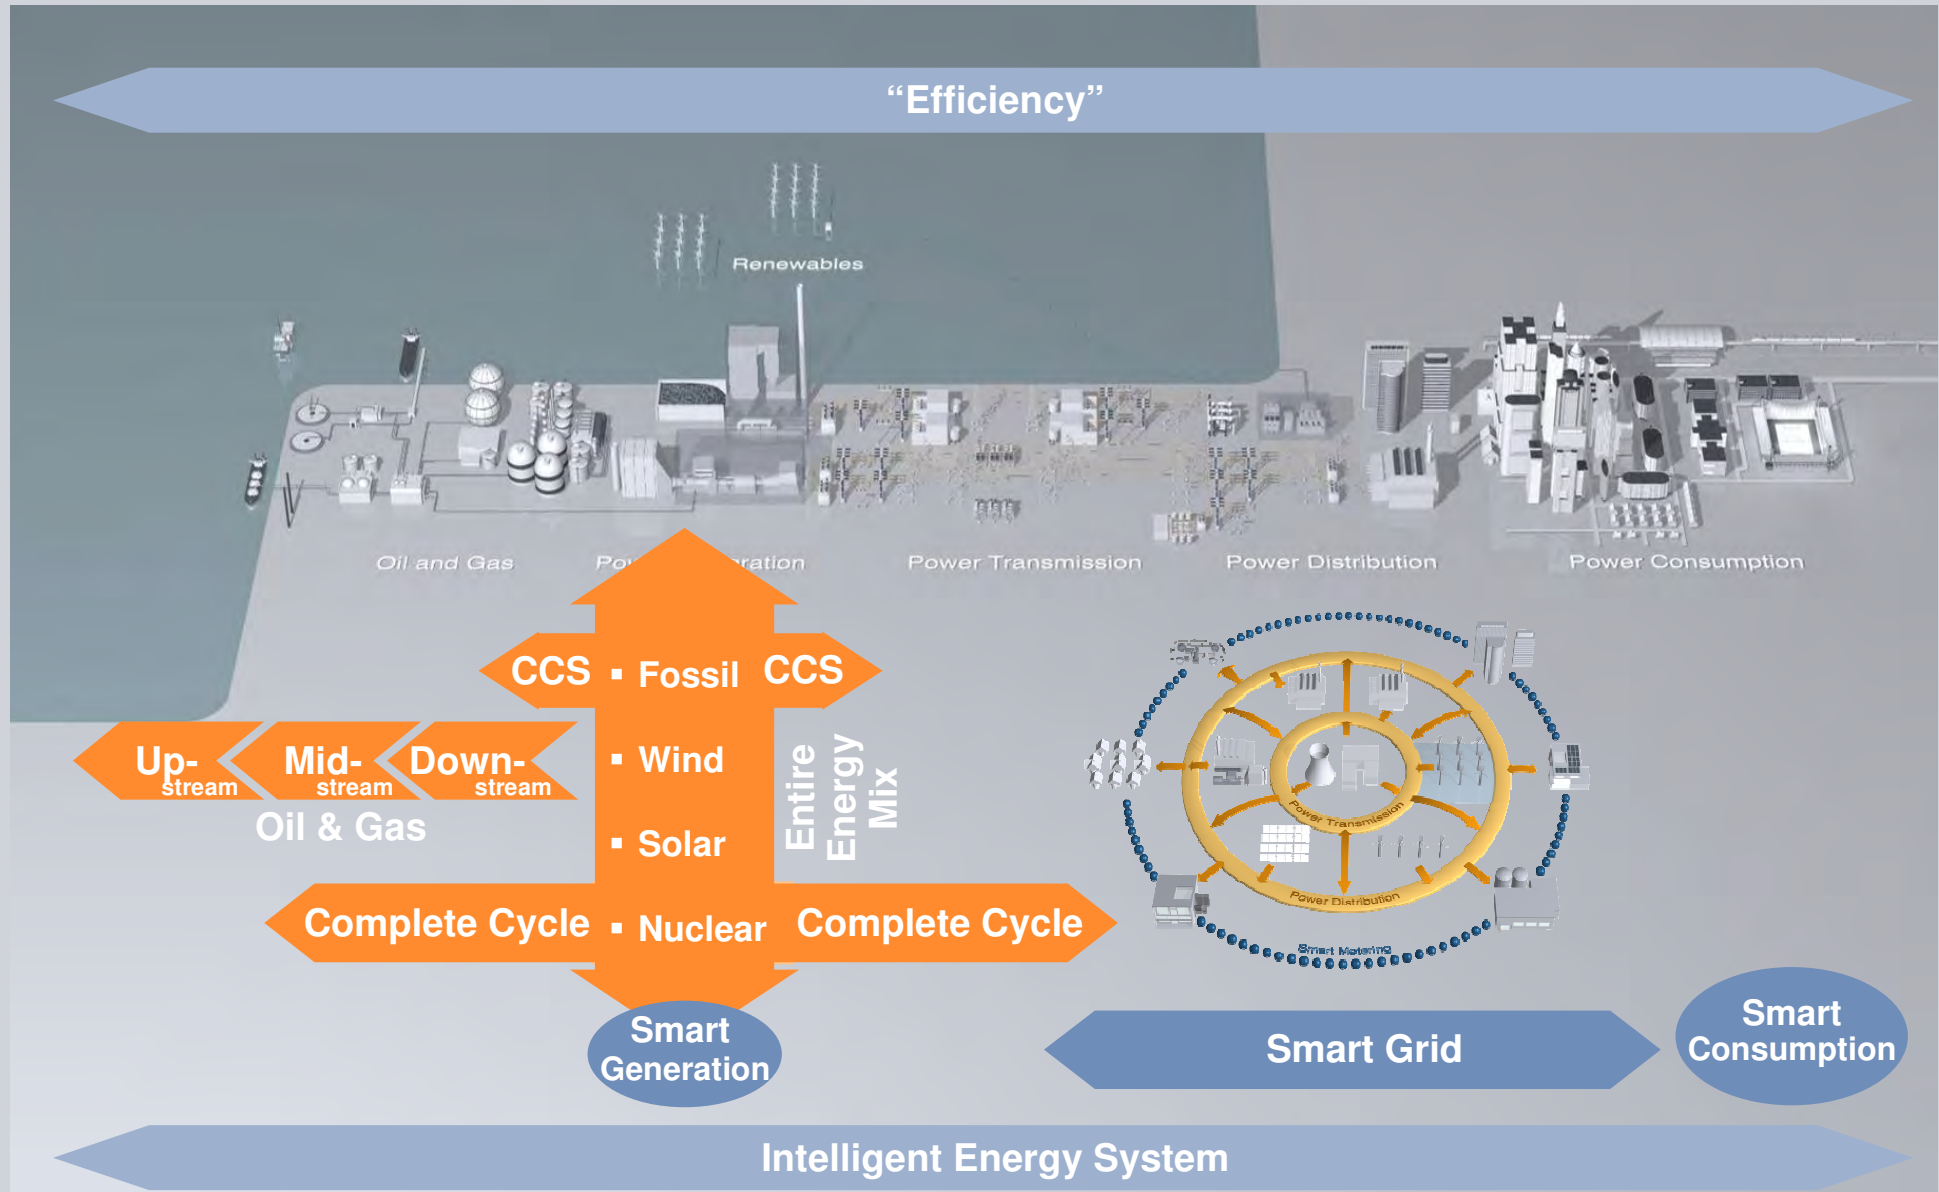 “Efficiency”
Renewables
Oil and Gas
Power Transmission
Power Distribution
Power Consumption
CCS
▪ Fossil
CCS
▪ Wind
▪ Solar
▪ Nuclear
Entire
Energy
Mix
Up-
stream
Mid-
stream
Down-
stream
Oil & Gas
Complete Cycle
Complete Cycle
Power Transmission
Power Distribution
Smart Metering
Smart
Generation
Smart Grid
Smart
Consumption
Intelligent Energy System